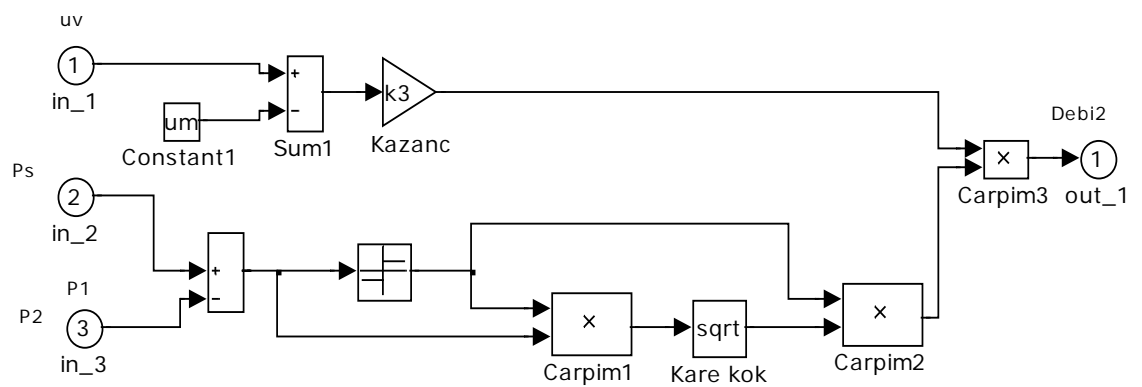 uv
1
in_1
um
Constant1
+
−
Sum1
k3
Kazanc
Debi2
×
Carpim3
1
out_1
Ps
2
in_2
P1
P2
3
in_3
+
−
×
Carpim1
sqrt
Kare kok
×
Carpim2